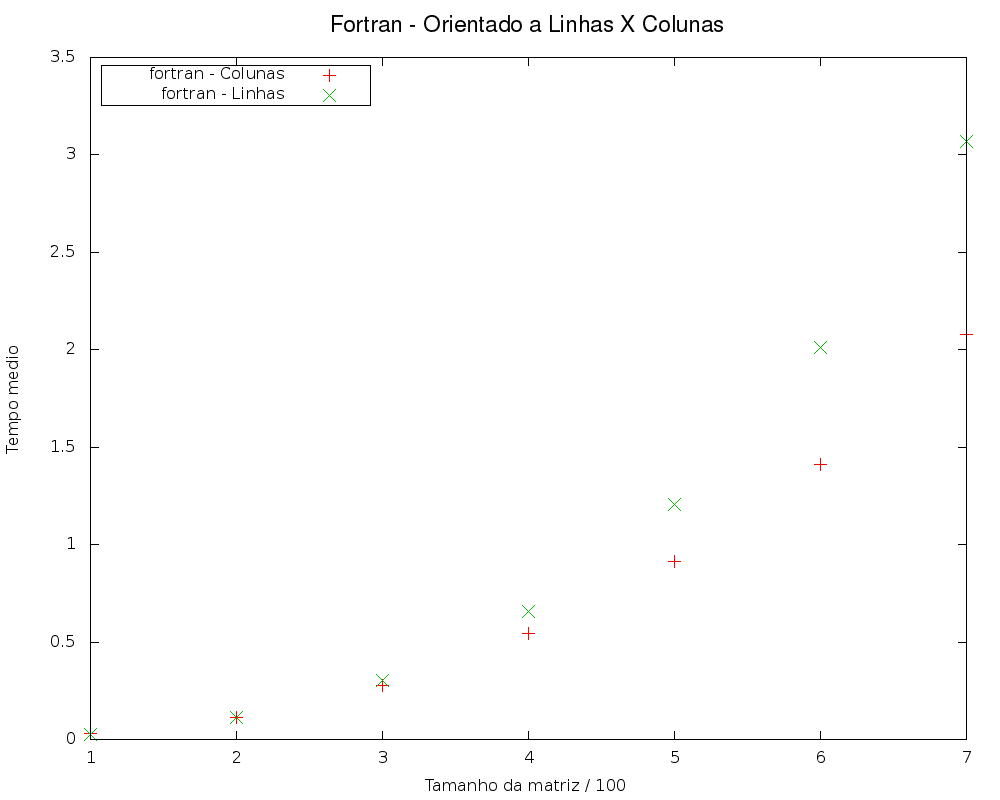 Fortran - Orientado a Linhas X Colunas
3.5
fortran - Colunas
fortran - Linhas
3
2.5
2
1.5
1
0.5
0
Tempo medio
1 2 3 4 5 6 7
Tamanho da matriz / 100